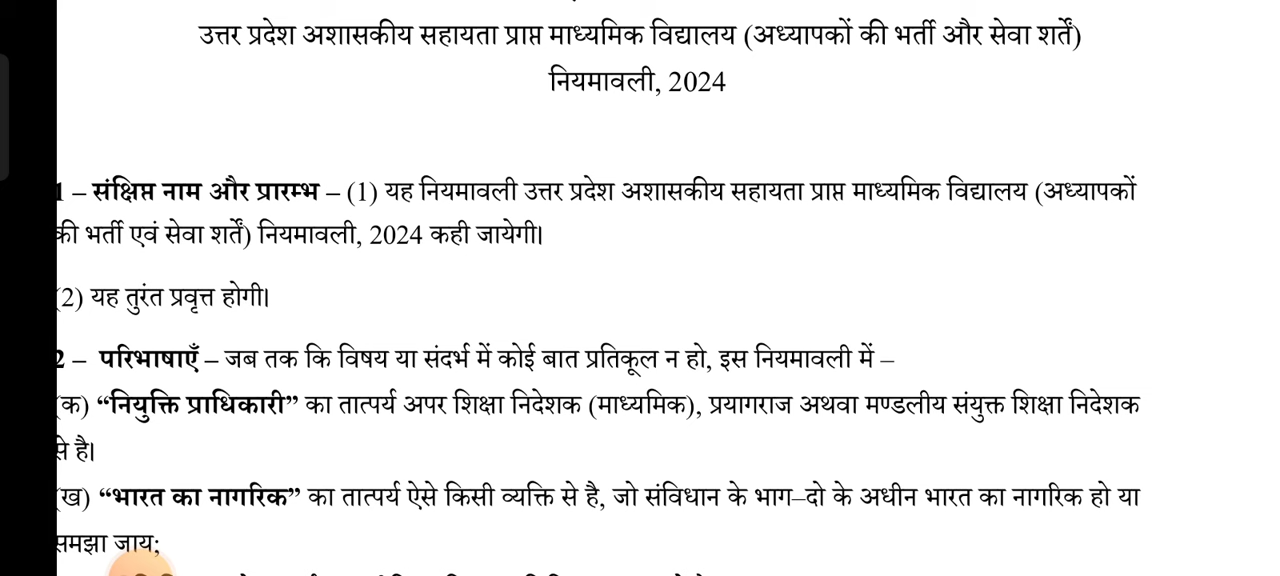 उत्तर प्रदेश अशासकीय सहायता प्राप्त माध्यमिक विद्यालय (अध्यापकों की भर्ती और सेवा शर्तें)
नियमावली, 2024
1 – संक्षिप्त नाम और प्रारम्भ – (1) यह नियमावली उत्तर प्रदेश अशासकीय सहायता प्राप्त माध्यमिक विद्यालय (अध्यापकों
की भर्ती एवं सेवा शर्तें) नियमावली, 2024 कही जायेगी।
(2) यह तुरंत प्रवृत्त होगी।
2 – परिभाषाएँ – जब तक कि विषय या संदर्भ में कोई बात प्रतिकूल न हो, इस नियमावली में –
(क) “नियुक्ति प्राधिकारी” का तात्पर्य अपर शिक्षा निदेशक (माध्यमिक), प्रयागराज अथवा मण्डलीय संयुक्त शिक्षा निदेशक
से है।
(ख) “भारत का नागरिक” का तात्पर्य ऐसे किसी व्यक्ति से है, जो संविधान के भाग–दो के अधीन भारत का नागरिक हो या
समझा जाय;